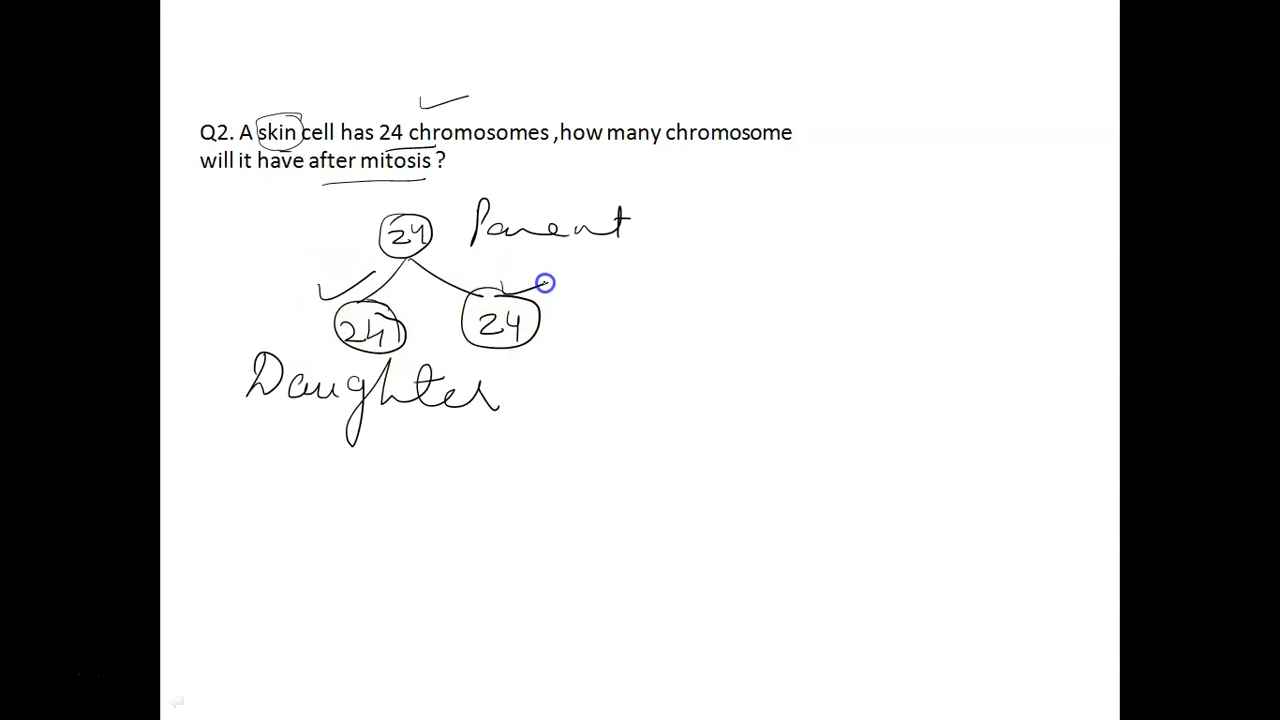 Q2. A skin cell has 24 chromosomes ,how many chromosome
will it have after mitosis ?
24 Parent
24 24
Daughter